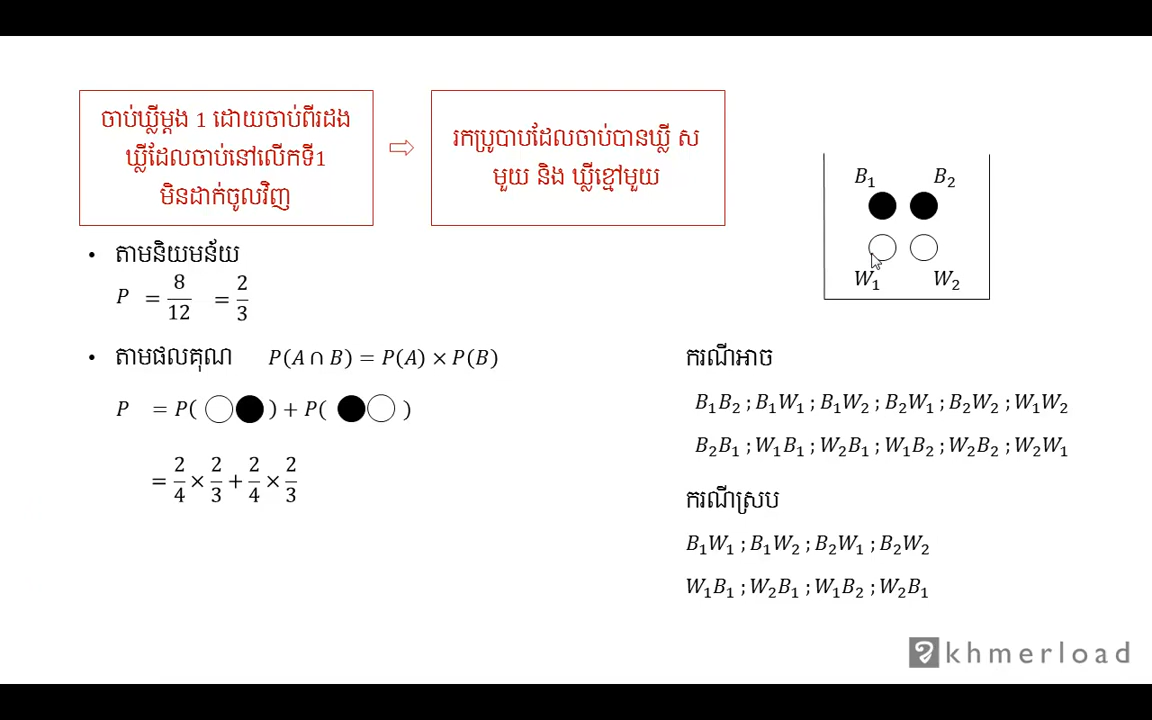 ចាប់ឃ្លីម្ដង 1 ដោយចាប់ពីរដង
ឃ្លីដែលចាប់នៅលើកទី1
មិនដាក់ចូលវិញ
⇨
រកប្រូបាបដែលចាប់បានឃ្លី ស
មួយ និង ឃ្លីខ្មៅមួយ
B₁ B₂
W₁ W₂
• តាមនិយមន័យ
P = 8/12 = 2/3
• តាមផលគុណ P(A ∩ B) = P(A) × P(B)
P = P( ○● ) + P( ●○ )
= 2/4 × 2/3 + 2/4 × 2/3
ករណីអាច
B₁B₂ ; B₁W₁ ; B₁W₂ ; B₂W₁ ; B₂W₂ ; W₁W₂
B₂B₁ ; W₁B₁ ; W₂B₁ ; W₁B₂ ; W₂B₂ ; W₂W₁
ករណីស្រប
B₁W₁ ; B₁W₂ ; B₂W₁ ; B₂W₂
W₁B₁ ; W₂B₁ ; W₁B₂ ; W₂B₁
khmerload